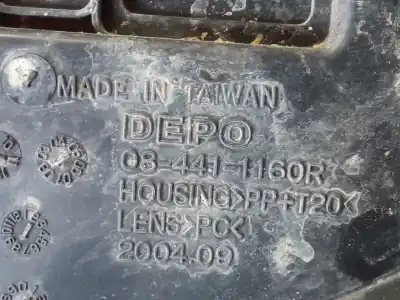 MADE IN TAIWAN
DEPO
08-441-1160R
HOUSING>PP+T20<
LENS>PC<
2004.09